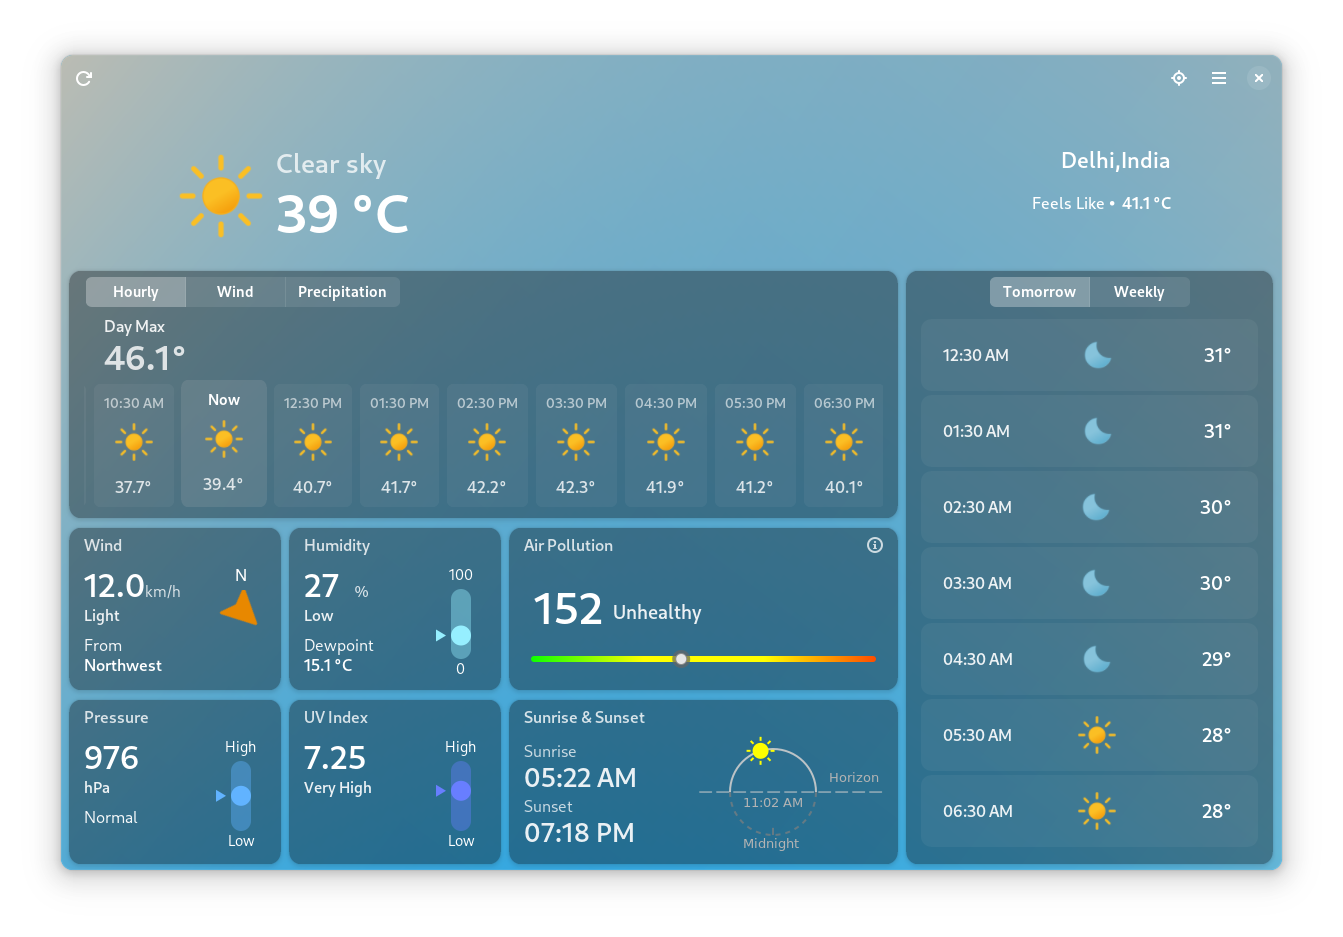 Clear sky
39 °C
Delhi,India
Feels Like • 41.1 °C
Hourly Wind Precipitation
Day Max
46.1°
10:30 AM Now 12:30 PM 01:30 PM 02:30 PM 03:30 PM 04:30 PM 05:30 PM 06:30 PM
37.7° 39.4° 40.7° 41.7° 42.2° 42.3° 41.9° 41.2° 40.1°
Tomorrow Weekly
12:30 AM 31°
01:30 AM 31°
02:30 AM 30°
03:30 AM 30°
04:30 AM 29°
05:30 AM 28°
06:30 AM 28°
Wind
12.0km/h
N
Light
From
Northwest
Humidity
27 %
Low
Dewpoint
15.1 °C
100
0
Air Pollution
152 Unhealthy
Pressure
976
hPa
Normal
High
Low
UV Index
7.25
Very High
High
Low
Sunrise & Sunset
Sunrise
05:22 AM
Sunset
07:18 PM
Horizon
11:02 AM
Midnight